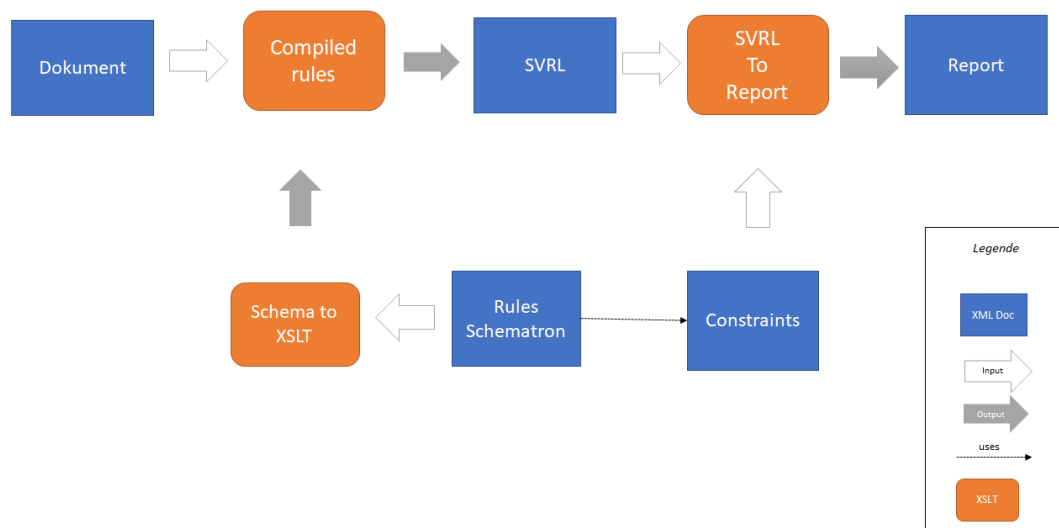 Dokument
Compiled
rules
SVRL
SVRL
To
Report
Report
Schema to
XSLT
Rules
Schematron
Constraints
Legende
XML Doc
Input
Output
uses
XSLT